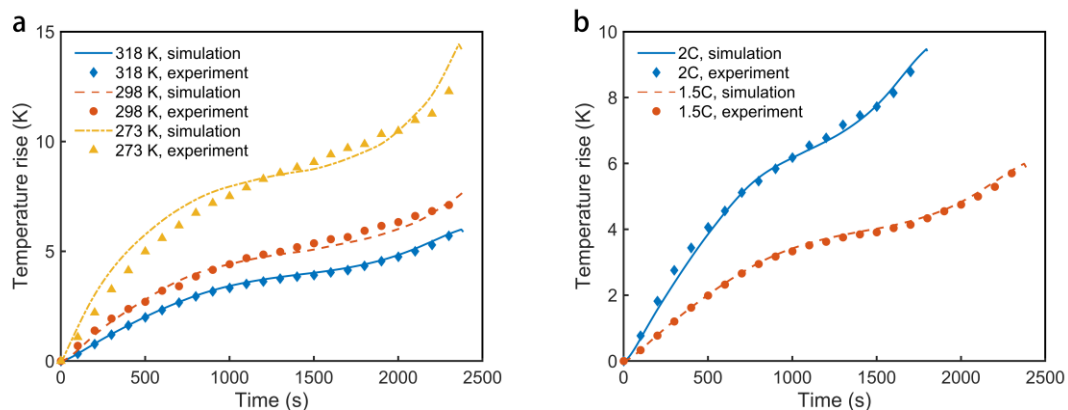 a
15
10
5
0
318 K, simulation
318 K, experiment
298 K, simulation
298 K, experiment
273 K, simulation
273 K, experiment
Temperature rise (K)
0 500 1000 1500 2000 2500
Time (s)
b
10
8
6
4
2
0
2C, simulation
2C, experiment
1.5C, simulation
1.5C, experiment
Temperature rise (K)
0 500 1000 1500 2000 2500
Time (s)